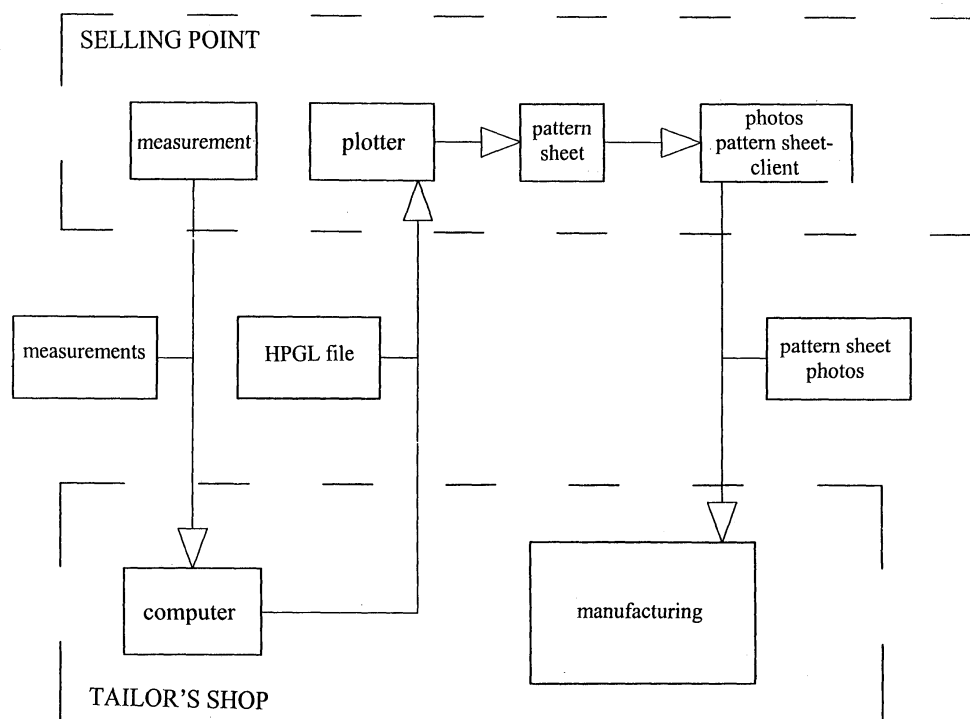 SELLING POINT
measurement
plotter
pattern
sheet
photos
pattern sheet-
client
measurements
HPGL file
pattern sheet
photos
computer
manufacturing
TAILOR'S SHOP